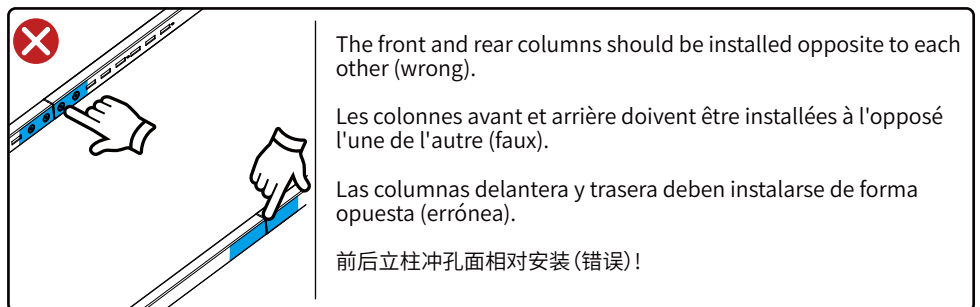 The front and rear columns should be installed opposite to each
other (wrong).
Les colonnes avant et arrière doivent être installées à l'opposé
l'une de l'autre (faux).
Las columnas delantera y trasera deben instalarse de forma
opuesta (errónea).
前后立柱冲孔面相对安装(错误)!